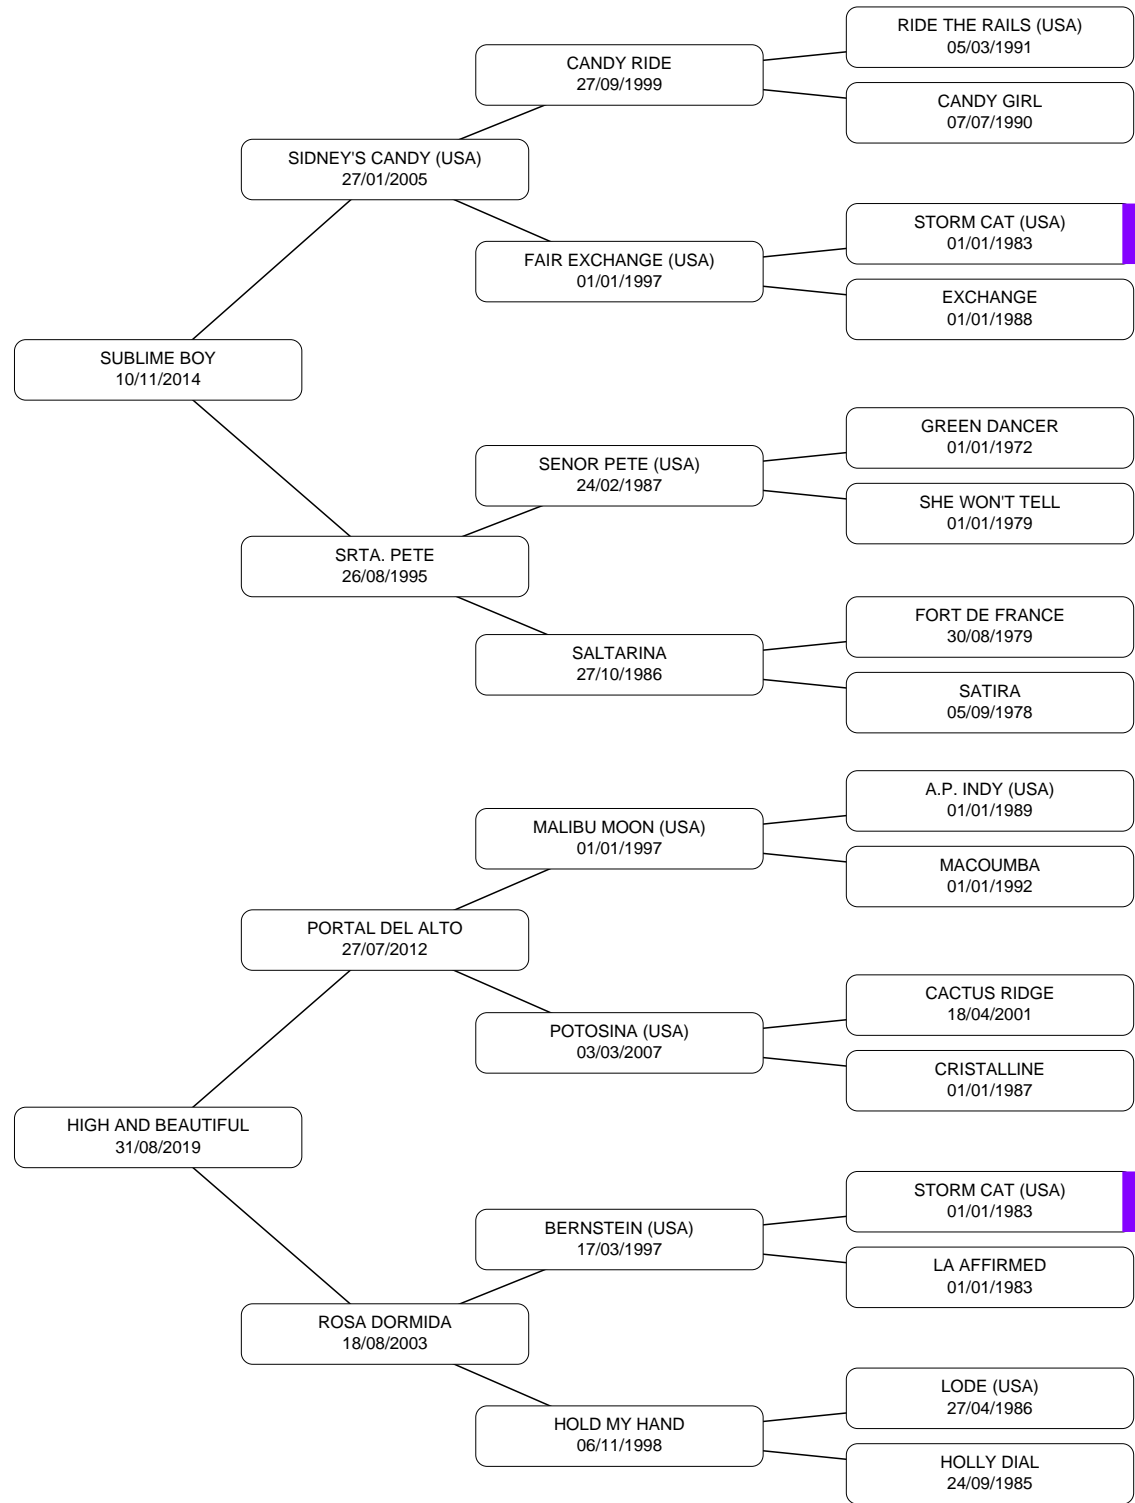 RIDE THE RAILS (USA)
05/03/1991
CANDY RIDE
27/09/1999
CANDY GIRL
07/07/1990
SIDNEY'S CANDY (USA)
27/01/2005
STORM CAT (USA)
01/01/1983
FAIR EXCHANGE (USA)
01/01/1997
EXCHANGE
01/01/1988
SUBLIME BOY
10/11/2014
GREEN DANCER
01/01/1972
SENOR PETE (USA)
24/02/1987
SHE WON'T TELL
01/01/1979
SRTA. PETE
26/08/1995
FORT DE FRANCE
30/08/1979
SALTARINA
27/10/1986
SATIRA
05/09/1978
A.P. INDY (USA)
01/01/1989
MALIBU MOON (USA)
01/01/1997
MACOUMBA
01/01/1992
PORTAL DEL ALTO
27/07/2012
CACTUS RIDGE
18/04/2001
POTOSINA (USA)
03/03/2007
CRISTALLINE
01/01/1987
HIGH AND BEAUTIFUL
31/08/2019
STORM CAT (USA)
01/01/1983
BERNSTEIN (USA)
17/03/1997
LA AFFIRMED
01/01/1983
ROSA DORMIDA
18/08/2003
LODE (USA)
27/04/1986
HOLD MY HAND
06/11/1998
HOLLY DIAL
24/09/1985